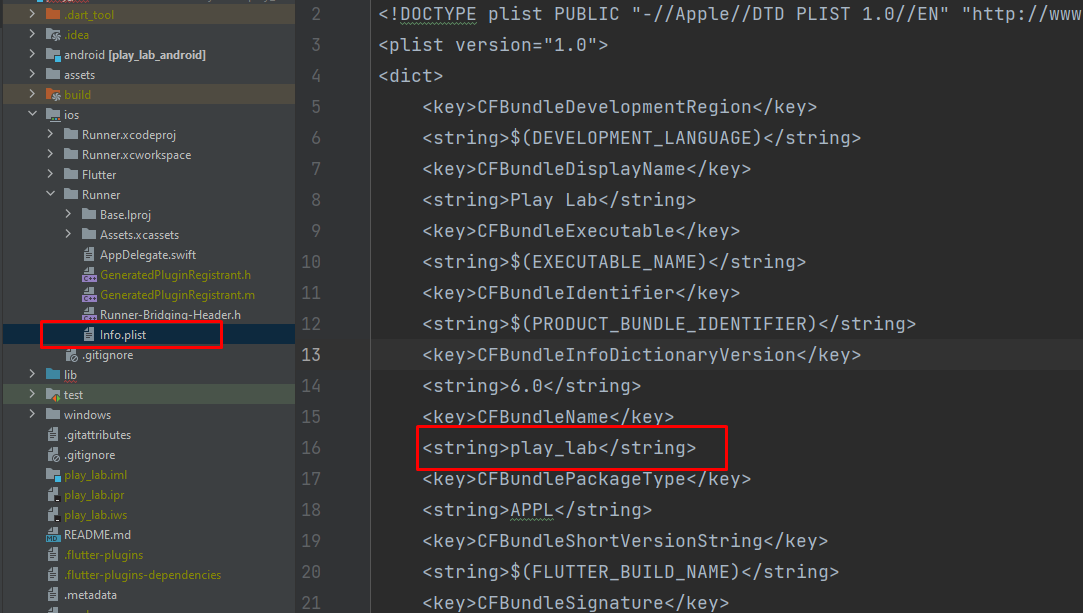 .dart_tool
.idea
android [play_lab_android]
assets
build
ios
Runner.xcodeproj
Runner.xcworkspace
Flutter
Runner
Base.lproj
Assets.xcassets
AppDelegate.swift
GeneratedPluginRegistrant.h
GeneratedPluginRegistrant.m
Runner-Bridging-Header.h
Info.plist
.gitignore
lib
test
windows
.gitattributes
.gitignore
play_lab.iml
play_lab.ipr
play_lab.iws
README.md
.flutter-plugins
.flutter-plugins-dependencies
.metadata
2 <!DOCTYPE plist PUBLIC "-//Apple//DTD PLIST 1.0//EN" "http://www
3 <plist version="1.0">
4 <dict>
5 <key>CFBundleDevelopmentRegion</key>
6 <string>$(DEVELOPMENT_LANGUAGE)</string>
7 <key>CFBundleDisplayName</key>
8 <string>Play Lab</string>
9 <key>CFBundleExecutable</key>
10 <string>$(EXECUTABLE_NAME)</string>
11 <key>CFBundleIdentifier</key>
12 <string>$(PRODUCT_BUNDLE_IDENTIFIER)</string>
13 <key>CFBundleInfoDictionaryVersion</key>
14 <string>6.0</string>
15 <key>CFBundleName</key>
16 <string>play_lab</string>
17 <key>CFBundlePackageType</key>
18 <string>APPL</string>
19 <key>CFBundleShortVersionString</key>
20 <string>$(FLUTTER_BUILD_NAME)</string>
21 <key>CFBundleSignature</key>